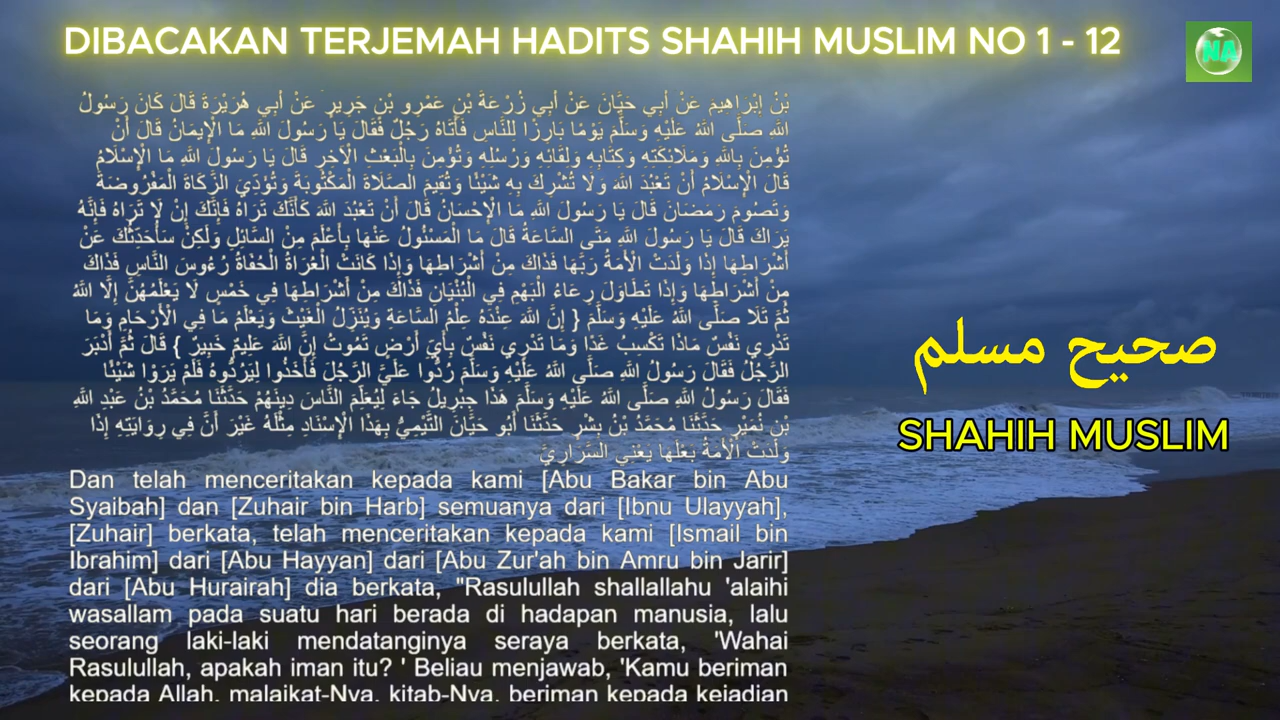 DIBACAKAN TERJEMAH HADITS SHAHIH MUSLIM NO 1 - 12
NA
بْنُ إِبْرَاهِيمَ عَنْ أَبِي حَيَّانَ عَنْ أَبِي زُرْعَةَ بْنِ عَمْرِو بْنِ جَرِيرٍ عَنْ أَبِي هُرَيْرَةَ قَالَ كَانَ رَسُولُ
اللَّهِ صَلَّى اللَّهُ عَلَيْهِ وَسَلَّمَ يَوْمًا بَارِزًا لِلنَّاسِ فَأَتَاهُ رَجُلٌ فَقَالَ يَا رَسُولَ اللَّهِ مَا الْإِيمَانُ قَالَ أَنْ
تُؤْمِنَ بِاللَّهِ وَمَلَائِكَتِهِ وَكِتَابِهِ وَلِقَائِهِ وَرُسُلِهِ وَتُؤْمِنَ بِالْبَعْثِ الْآخِرِ قَالَ يَا رَسُولَ اللَّهِ مَا الْإِسْلَامُ
قَالَ الْإِسْلَامُ أَنْ تَعْبُدَ اللَّهَ وَلَا تُشْرِكَ بِهِ شَيْئًا وَتُقِيمَ الصَّلَاةَ الْمَكْتُوبَةَ وَتُؤَدِّيَ الزَّكَاةَ الْمَفْرُوضَةَ
وَتَصُومَ رَمَضَانَ قَالَ يَا رَسُولَ اللَّهِ مَا الْإِحْسَانُ قَالَ أَنْ تَعْبُدَ اللَّهَ كَأَنَّكَ تَرَاهُ فَإِنَّكَ إِنْ لَا تَرَاهُ فَإِنَّهُ
يَرَاكَ قَالَ يَا رَسُولَ اللَّهِ مَتَى السَّاعَةُ قَالَ مَا الْمَسْئُولُ عَنْهَا بِأَعْلَمَ مِنْ السَّائِلِ وَلَكِنْ سَأُحَدِّثُكَ عَنْ
أَشْرَاطِهَا إِذَا وَلَدَتْ الْأَمَةُ رَبَّهَا فَذَاكَ مِنْ أَشْرَاطِهَا وَإِذَا كَانَتْ الْعُرَاةُ الْحُفَاةُ رُءُوسَ النَّاسِ فَذَاكَ
مِنْ أَشْرَاطِهَا وَإِذَا تَطَاوَلَ رِعَاءُ الْبَهْمِ فِي الْبُنْيَانِ فَذَاكَ مِنْ أَشْرَاطِهَا فِي خَمْسٍ لَا يَعْلَمُهُنَّ إِلَّا اللَّهُ
ثُمَّ تَلَا صَلَّى اللَّهُ عَلَيْهِ وَسَلَّمَ { إِنَّ اللَّهَ عِنْدَهُ عِلْمُ السَّاعَةِ وَيُنَزِّلُ الْغَيْثَ وَيَعْلَمُ مَا فِي الْأَرْحَامِ وَمَا
تَدْرِي نَفْسٌ مَاذَا تَكْسِبُ غَدًا وَمَا تَدْرِي نَفْسٌ بِأَيِّ أَرْضٍ تَمُوتُ إِنَّ اللَّهَ عَلِيمٌ خَبِيرٌ } قَالَ ثُمَّ أَدْبَرَ
الرَّجُلُ فَقَالَ رَسُولُ اللَّهِ صَلَّى اللَّهُ عَلَيْهِ وَسَلَّمَ رُدُّوا عَلَيَّ الرَّجُلَ فَأَخَذُوا لِيَرُدُّوهُ فَلَمْ يَرَوْا شَيْئًا
فَقَالَ رَسُولُ اللَّهِ صَلَّى اللَّهُ عَلَيْهِ وَسَلَّمَ هَذَا جِبْرِيلُ جَاءَ لِيُعَلِّمَ النَّاسَ دِينَهُمْ حَدَّثَنَا مُحَمَّدُ بْنُ عَبْدِ اللَّهِ
بْنِ نُمَيْرٍ حَدَّثَنَا مُحَمَّدُ بْنُ بِشْرٍ حَدَّثَنَا أَبُو حَيَّانَ التَّيْمِيُّ بِهَذَا الْإِسْنَادِ مِثْلَهُ غَيْرَ أَنَّ فِي رِوَايَتِهِ إِذَا
وَلَدَتْ الْأَمَةُ بَعْلَهَا يَعْنِي السَّرَارِيَّ
Dan telah menceritakan kepada kami [Abu Bakar bin Abu
Syaibah] dan [Zuhair bin Harb] semuanya dari [Ibnu Ulayyah],
[Zuhair] berkata, telah menceritakan kepada kami [Ismail bin
Ibrahim] dari [Abu Hayyan] dari [Abu Zur'ah bin Amru bin Jarir]
dari [Abu Hurairah] dia berkata, "Rasulullah shallallahu 'alaihi
wasallam pada suatu hari berada di hadapan manusia, lalu
seorang laki-laki mendatanginya seraya berkata, 'Wahai
Rasulullah, apakah iman itu? ' Beliau menjawab, 'Kamu beriman
kepada Allah, malaikat-Nya, kitab-Nya, beriman kepada kejadian
صحيح مسلم
SHAHIH MUSLIM